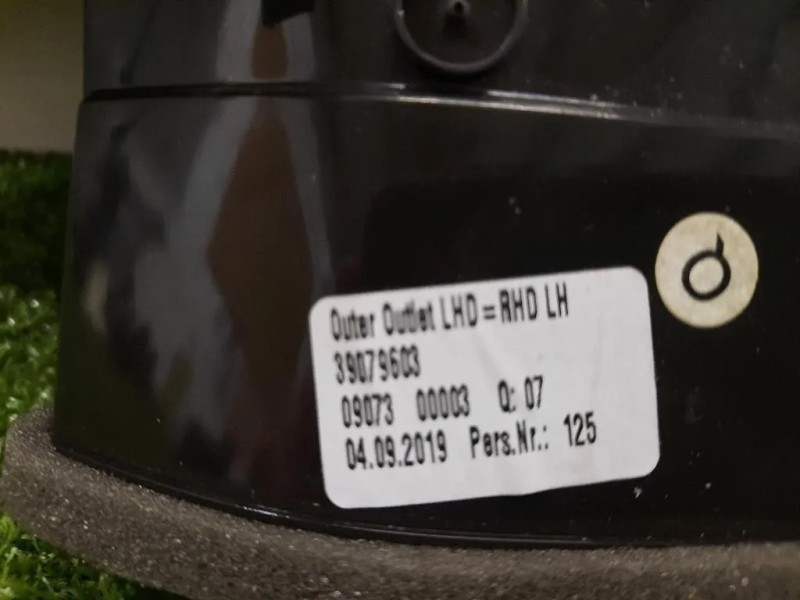 Outer Outlet LHD = RHD LH
39079603
09073 00003 Q: 07
04.09.2019 Pers.Nr.: 125